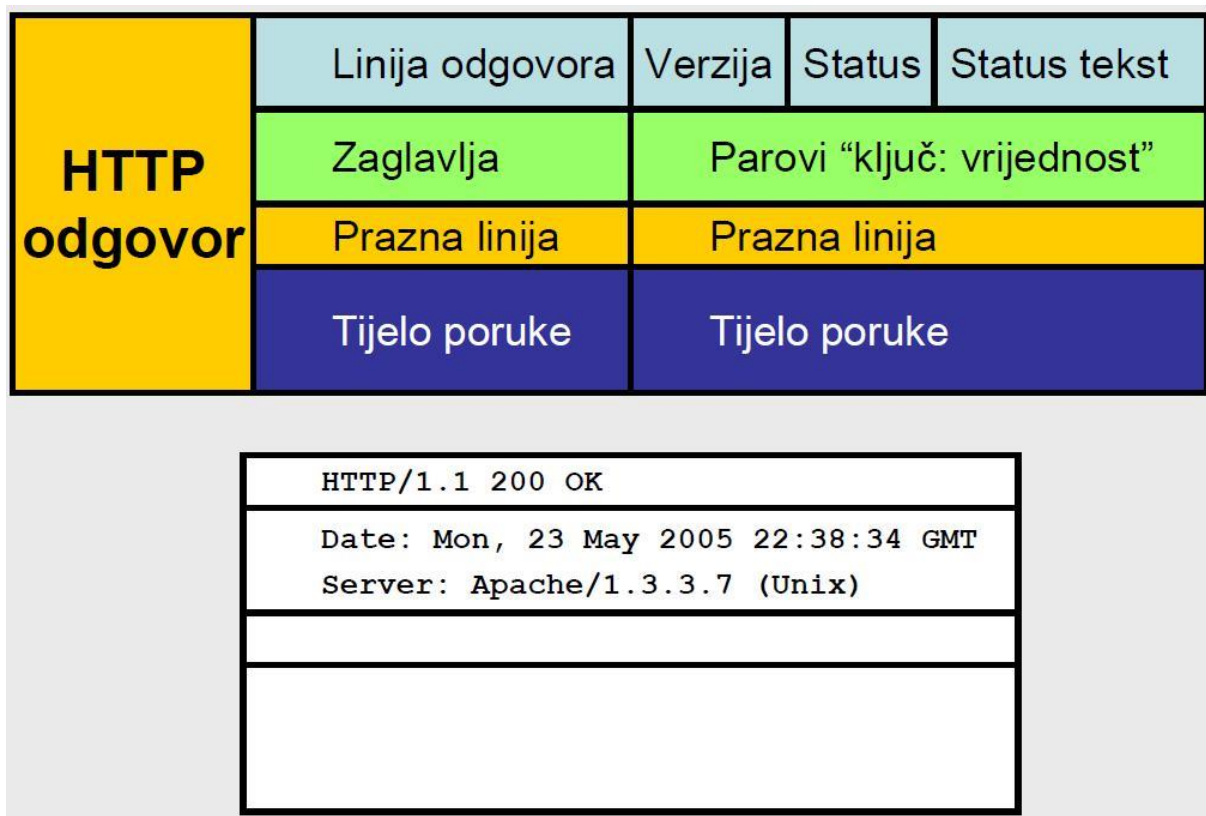 HTTP
odgovor
Linija odgovora Verzija Status Status tekst
Zaglavlja Parovi “ključ: vrijednost”
Prazna linija Prazna linija
Tijelo poruke Tijelo poruke
HTTP/1.1 200 OK
Date: Mon, 23 May 2005 22:38:34 GMT
Server: Apache/1.3.3.7 (Unix)